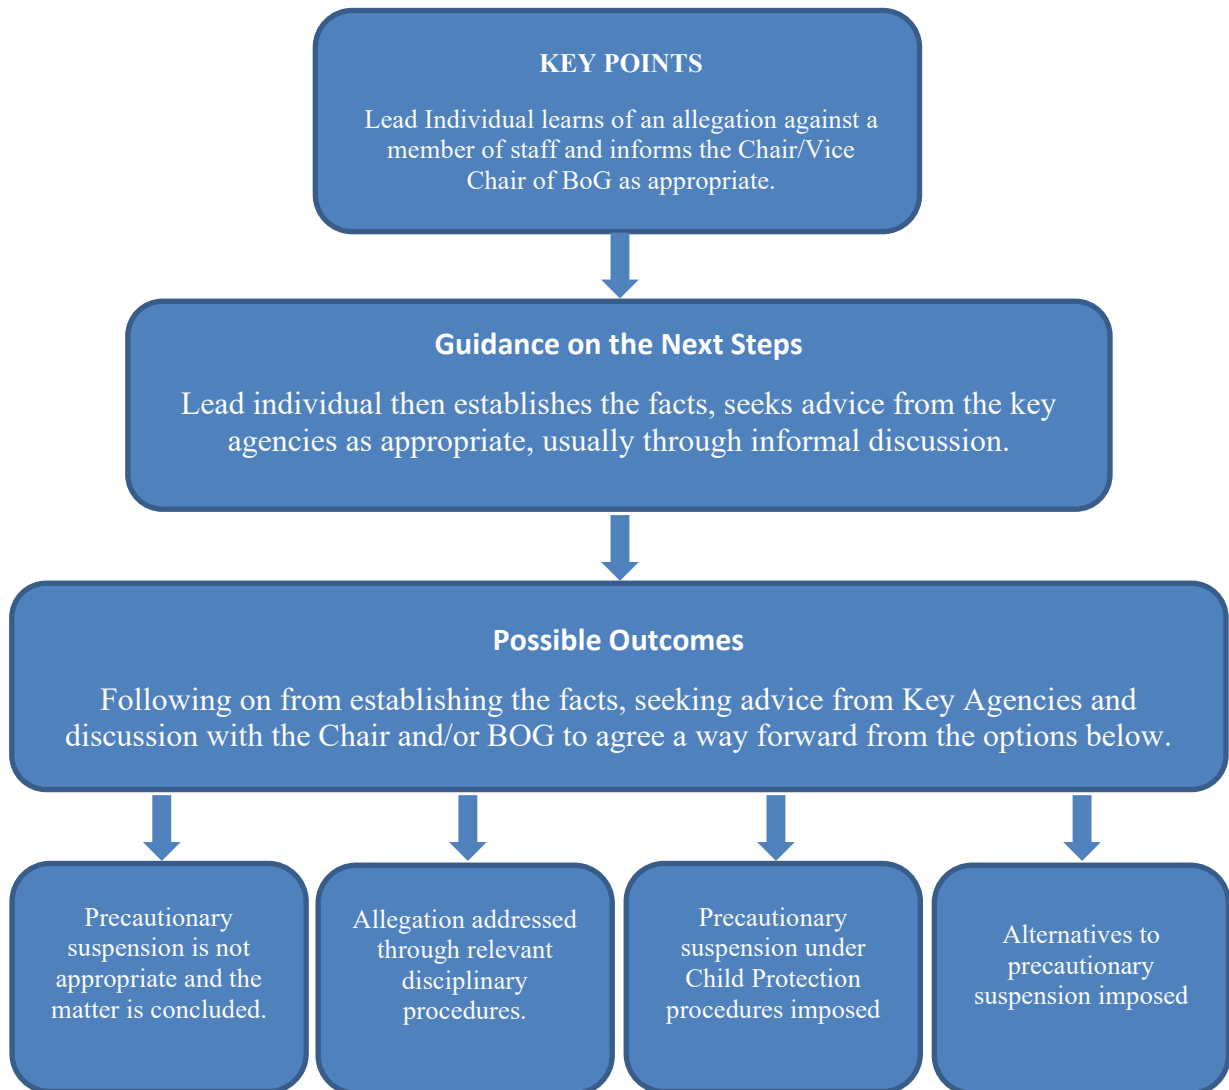 KEY POINTS
Lead Individual learns of an allegation against a
member of staff and informs the Chair/Vice
Chair of BoG as appropriate.
Guidance on the Next Steps
Lead individual then establishes the facts, seeks advice from the key
agencies as appropriate, usually through informal discussion.
Possible Outcomes
Following on from establishing the facts, seeking advice from Key Agencies and
discussion with the Chair and/or BOG to agree a way forward from the options below.
Precautionary
suspension is not
appropriate and the
matter is concluded.
Allegation addressed
through relevant
disciplinary
procedures.
Precautionary
suspension under
Child Protection
procedures imposed
Alternatives to
precautionary
suspension imposed